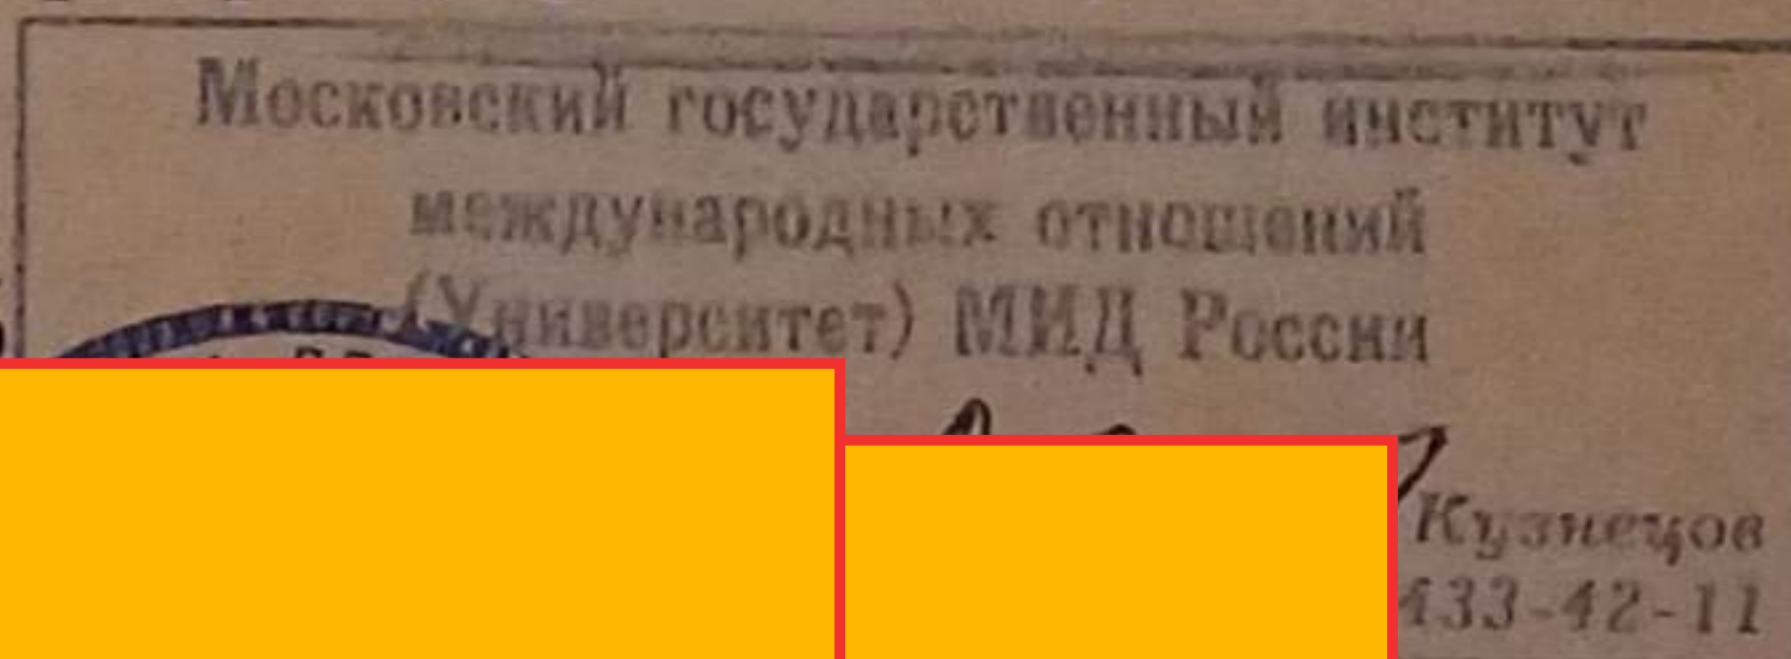 Московский государственный институт
международных отношений
(Университет) МИД России
Кузнецов
433-42-11